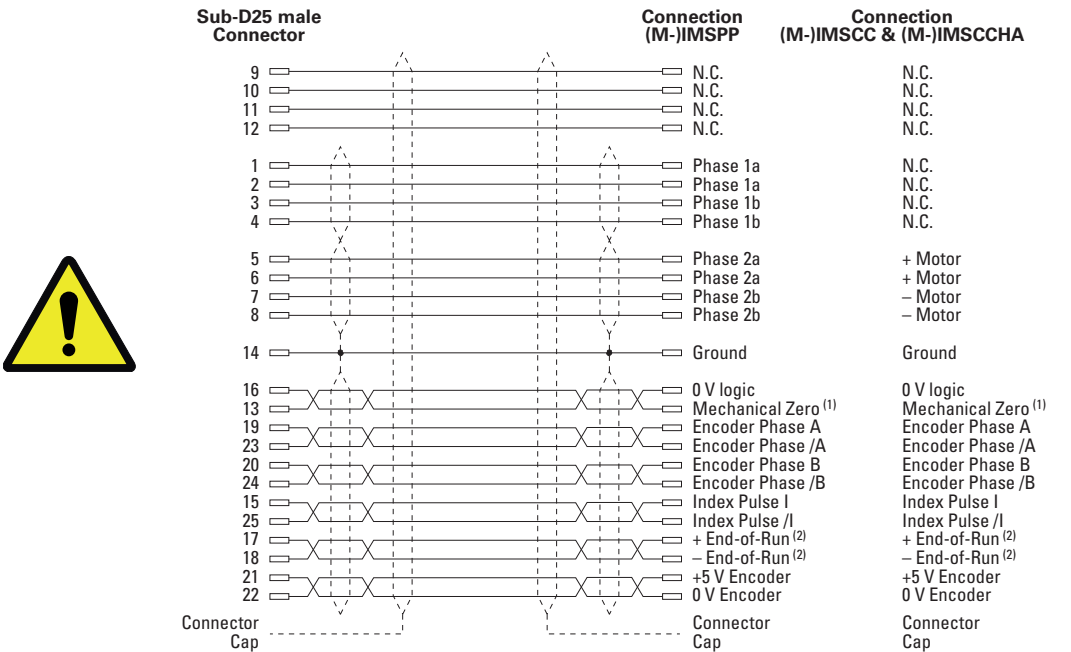 Sub-D25 male Connection Connection
Connector (M-)IMSPP (M-)IMSCC & (M-)IMSCCHA
9 N.C. N.C.
10 N.C. N.C.
11 N.C. N.C.
12 N.C. N.C.
1 Phase 1a N.C.
2 Phase 1a N.C.
3 Phase 1b N.C.
4 Phase 1b N.C.
5 Phase 2a + Motor
6 Phase 2a + Motor
7 Phase 2b – Motor
8 Phase 2b – Motor
14 Ground Ground
16 0 V logic 0 V logic
13 Mechanical Zero (1) Mechanical Zero (1)
19 Encoder Phase A Encoder Phase A
23 Encoder Phase /A Encoder Phase /A
20 Encoder Phase B Encoder Phase B
24 Encoder Phase /B Encoder Phase /B
15 Index Pulse I Index Pulse I
25 Index Pulse /I Index Pulse /I
17 + End-of-Run (2) + End-of-Run (2)
18 – End-of-Run (2) – End-of-Run (2)
21 +5 V Encoder +5 V Encoder
22 0 V Encoder 0 V Encoder
Connector Connector Connector
Cap Cap Cap